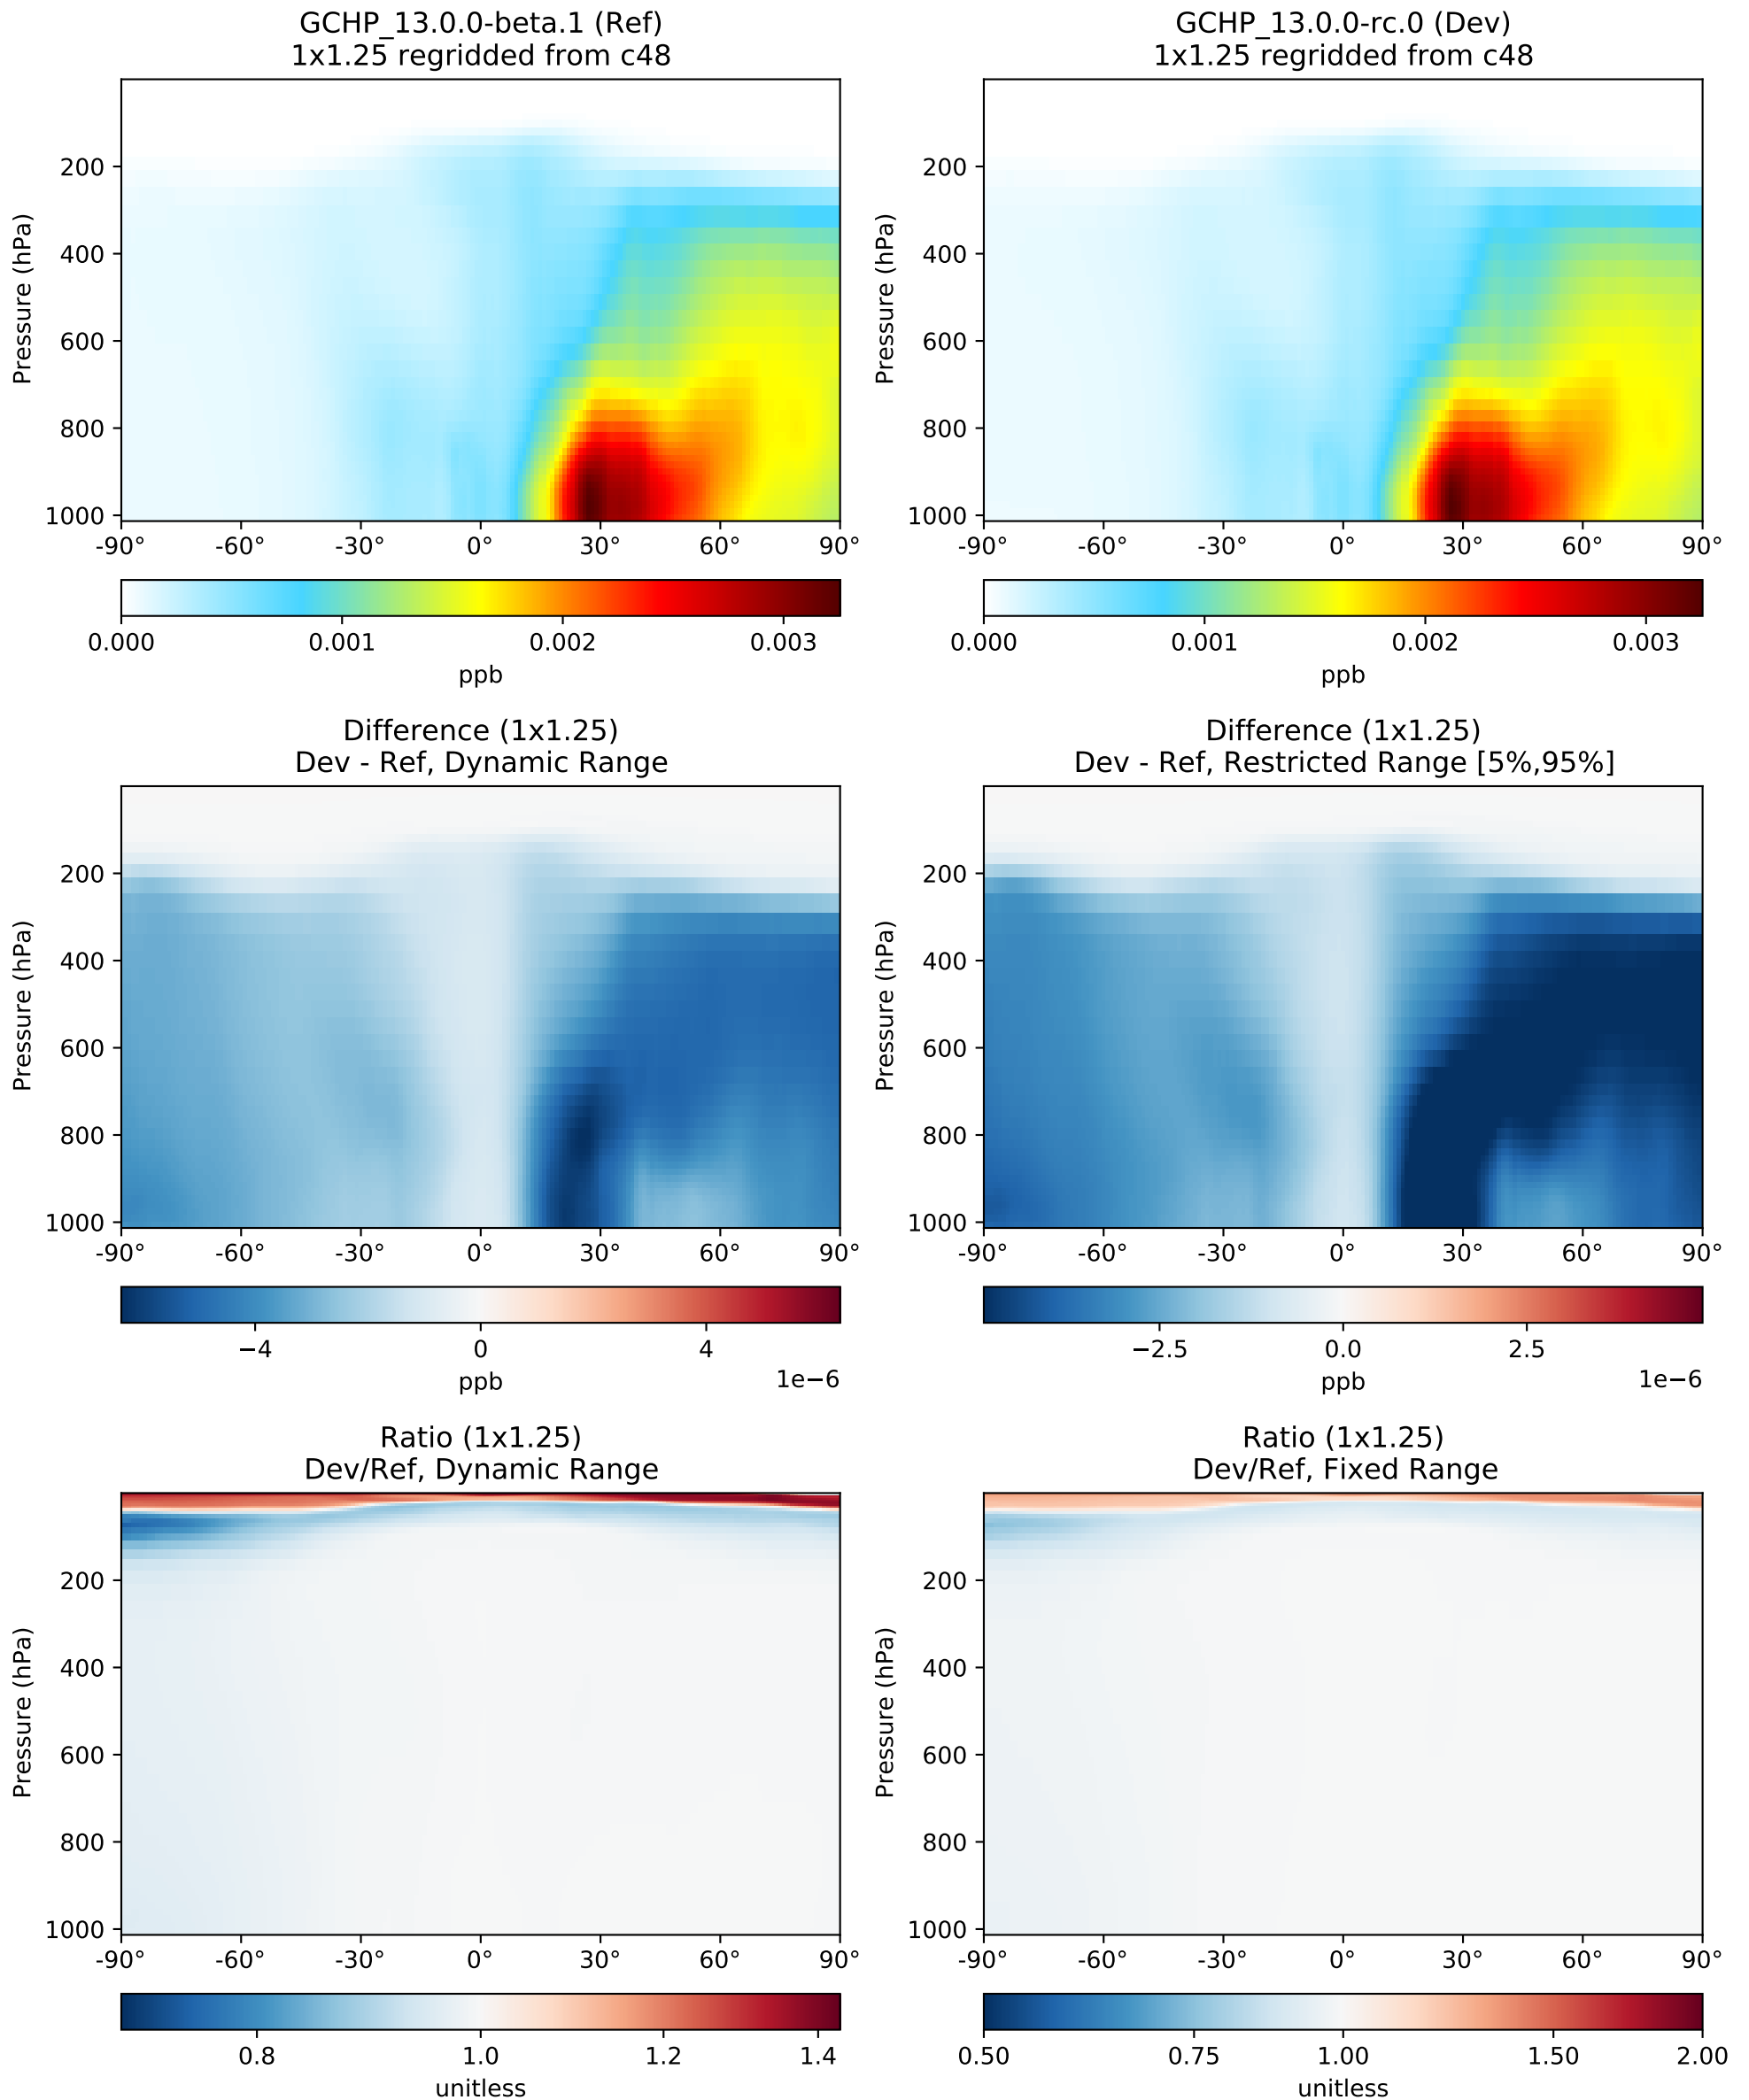 GCHP_13.0.0-beta.1 (Ref)
1x1.25 regridded from c48
Pressure (hPa)
200
400
600
800
1000
-90° -60° -30° 0° 30° 60° 90°
0.000 0.001 0.002 0.003
ppb
GCHP_13.0.0-rc.0 (Dev)
1x1.25 regridded from c48
Pressure (hPa)
200
400
600
800
1000
-90° -60° -30° 0° 30° 60° 90°
0.000 0.001 0.002 0.003
ppb
Difference (1x1.25)
Dev - Ref, Dynamic Range
Pressure (hPa)
200
400
600
800
1000
-90° -60° -30° 0° 30° 60° 90°
−4 0 4
1e−6
ppb
Difference (1x1.25)
Dev - Ref, Restricted Range [5%,95%]
Pressure (hPa)
200
400
600
800
1000
-90° -60° -30° 0° 30° 60° 90°
−2.5 0.0 2.5
1e−6
ppb
Ratio (1x1.25)
Dev/Ref, Dynamic Range
Pressure (hPa)
200
400
600
800
1000
-90° -60° -30° 0° 30° 60° 90°
0.8 1.0 1.2 1.4
unitless
Ratio (1x1.25)
Dev/Ref, Fixed Range
Pressure (hPa)
200
400
600
800
1000
-90° -60° -30° 0° 30° 60° 90°
0.50 0.75 1.00 1.50 2.00
unitless